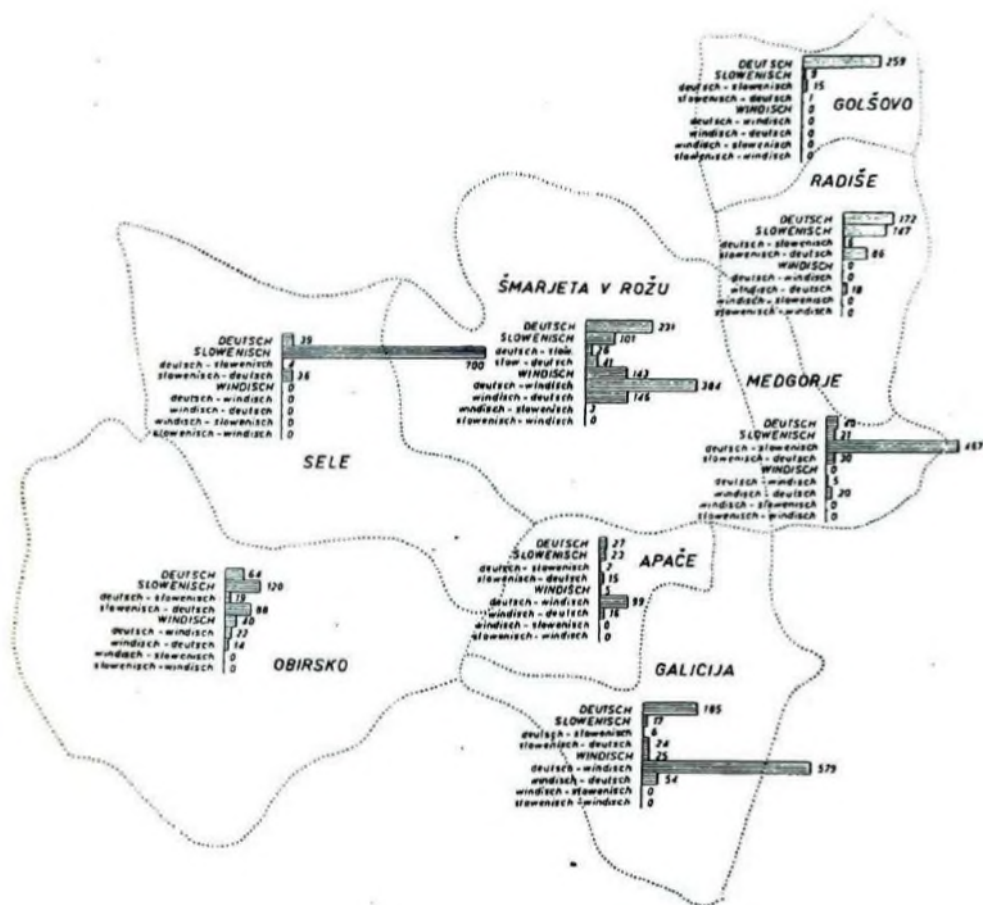 DEUTSCH 259
SLOWENISCH 9
deutsch-slowenisch 15
slowenisch-deutsch 1
WINDISCH 0
deutsch-windisch 0
windisch-deutsch 0
windisch-slowenisch 0
slowenisch-windisch 0
GOLŠOVO
RADIŠE
DEUTSCH 172
SLOWENISCH 147
deutsch-slowenisch
slowenisch-deutsch 86
WINDISCH 0
deutsch-windisch 0
windisch-deutsch 18
windisch-slowenisch 0
slowenisch-windisch 0
ŠMARJETA V ROŽU
DEUTSCH 231
SLOWENISCH 101
deutsch-slow. 26
slow-deutsch 41
WINDISCH 143
deutsch-windisch 384
windisch-deutsch 146
windisch-slowenisch
slowenisch-windisch 0
DEUTSCH 39
SLOWENISCH 700
deutsch-slowenisch 4
slowenisch-deutsch 36
WINDISCH 0
deutsch-windisch 0
windisch-deutsch 0
windisch-slowenisch 0
slowenisch-windisch 0
SELE
MEDGORJE
DEUTSCH 40
SLOWENISCH 21
deutsch-slowenisch 457
slowenisch-deutsch 30
WINDISCH 0
deutsch-windisch 5
windisch-deutsch 20
windisch-slowenisch 0
slowenisch-windisch 0
DEUTSCH 27
SLOWENISCH 23
deutsch-slowenisch 2
slowenisch-deutsch 15
WINDISCH 5
deutsch-windisch 99
windisch-deutsch 16
windisch-slowenisch 0
slowenisch-windisch 0
APAČE
DEUTSCH 64
SLOWENISCH 120
deutsch-slowenisch 19
slowenisch-deutsch 88
WINDISCH 40
deutsch-windisch 22
windisch-deutsch 14
windisch-slowenisch 0
slowenisch-windisch 0
OBIRSKO
GALICIJA
DEUTSCH 185
SLOWENISCH 17
deutsch-slowenisch 6
slowenisch-deutsch 24
WINDISCH 25
deutsch-windisch 579
windisch-deutsch 54
windisch-slowenisch 0
slowenisch-windisch 0